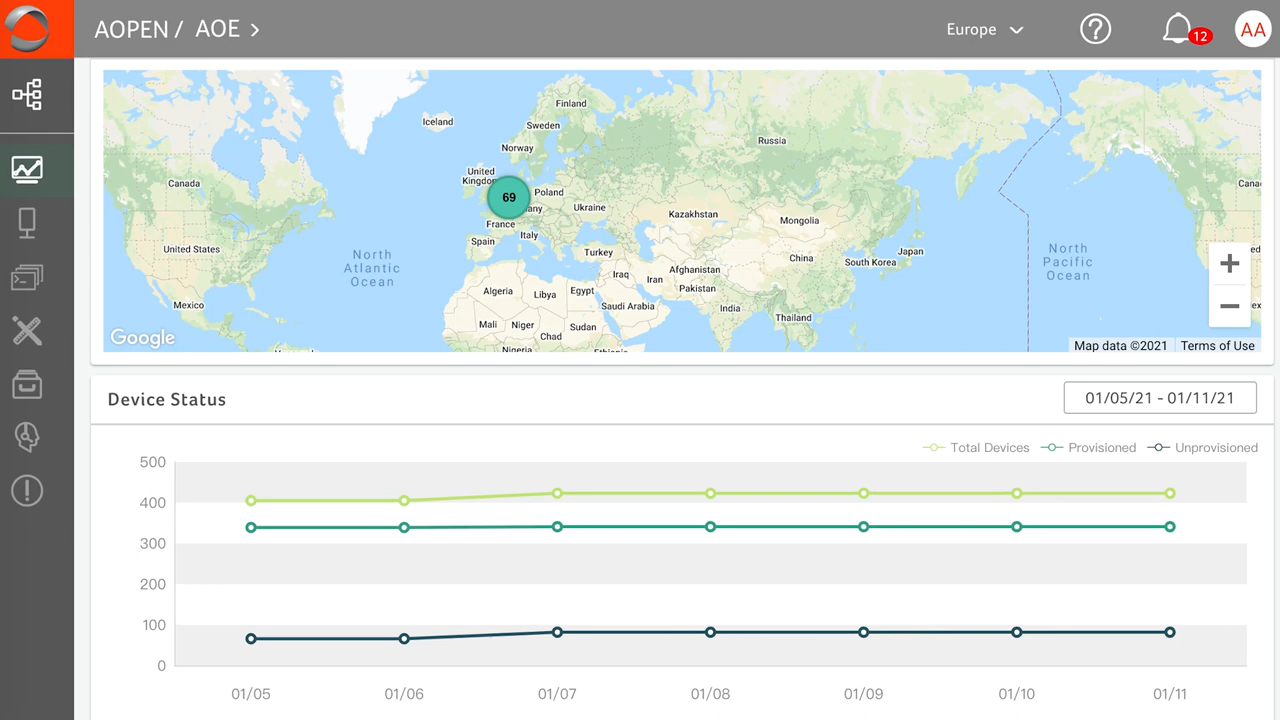 AOPEN / AOE >
Europe
12
AA
Finland
Iceland
Sweden
Russia
Norway
United
Kingdo
Canada
Cana
Poland
69
any
Ukraine
France
Kazakhstan
Mongolia
Italy
Spain
United States
North
Atlantic
Ocean
Turkey
China
Japan
South Korea
North
Pacific
Ocean
Iraq
Iran
Afghanistan
Algeria
Libya
Egypt
Pakistan
Mexico
Saudi Arabia
India
Thailand
Mali
Niger
Sudan
Chad
Nigeria
Ethiopia
Google
Map data ©2021
Terms of Use
Device Status
01/05/21 - 01/11/21
Total Devices
Provisioned
Unprovisioned
500
400
300
200
100
0
01/05
01/06
01/07
01/08
01/09
01/10
01/11